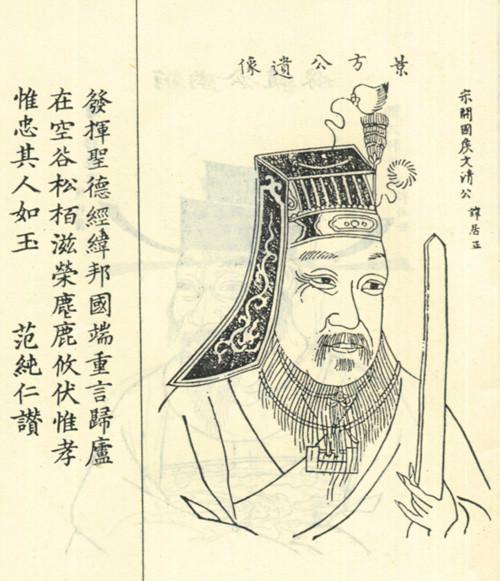 景方公遺像
宋開國侯文清公 諱居正
發揮聖德經緯邦國端重言歸廬
在空谷松栢滋榮麀鹿攸伏惟孝
惟忠其人如玉 范純仁讚